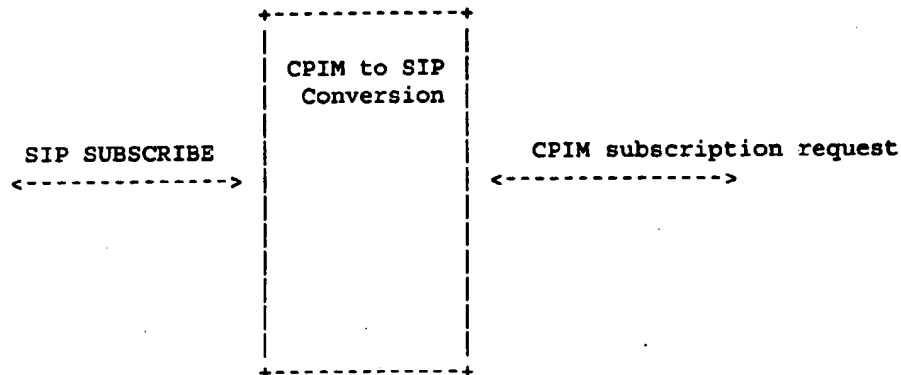 CPIM to SIP
Conversion
SIP SUBSCRIBE
CPIM subscription request